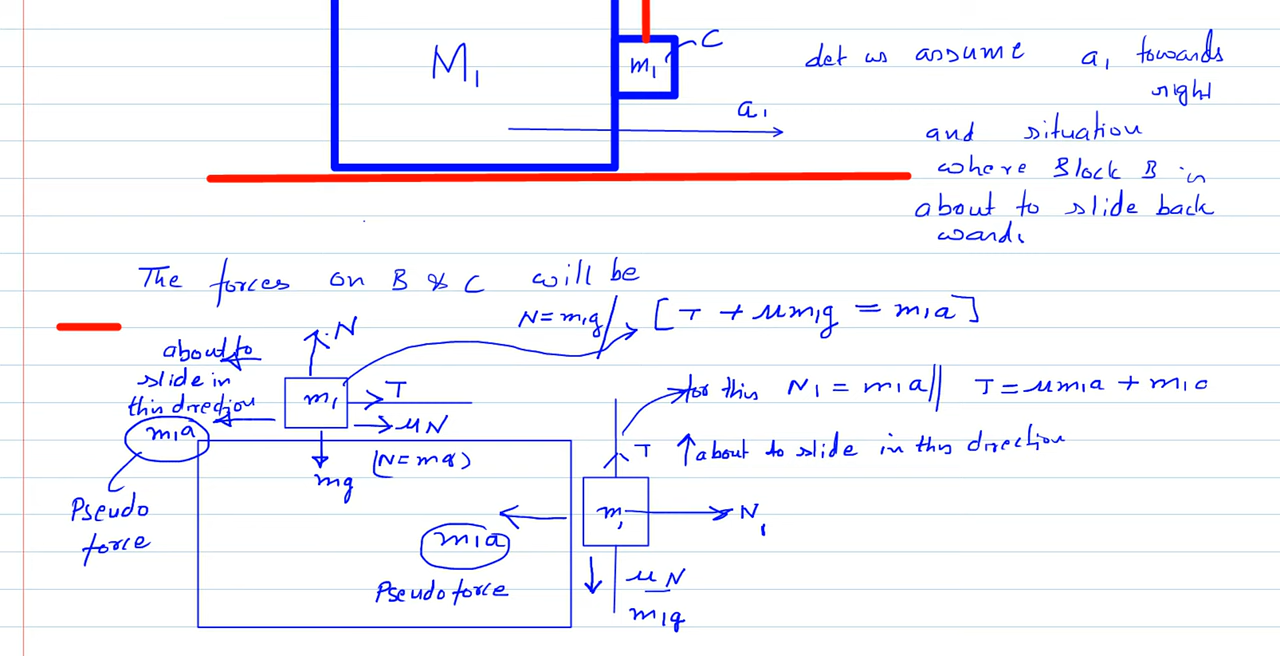 M1
m1
C
a1
det us assume a1 towards
right
and situation
where Block B is
about to slide back
wards
The forces on B & C will be
N=m1g
[T + μm1g = m1a]
N
about to
slide in
this direction
m1
T
μN
m1a
(N=mg)
mg
Pseudo
force
for this N1 = m1a || T=μm1a + m1
T
about to slide in this direction
m1
N1
m1a
Pseudo force
μN
m1g